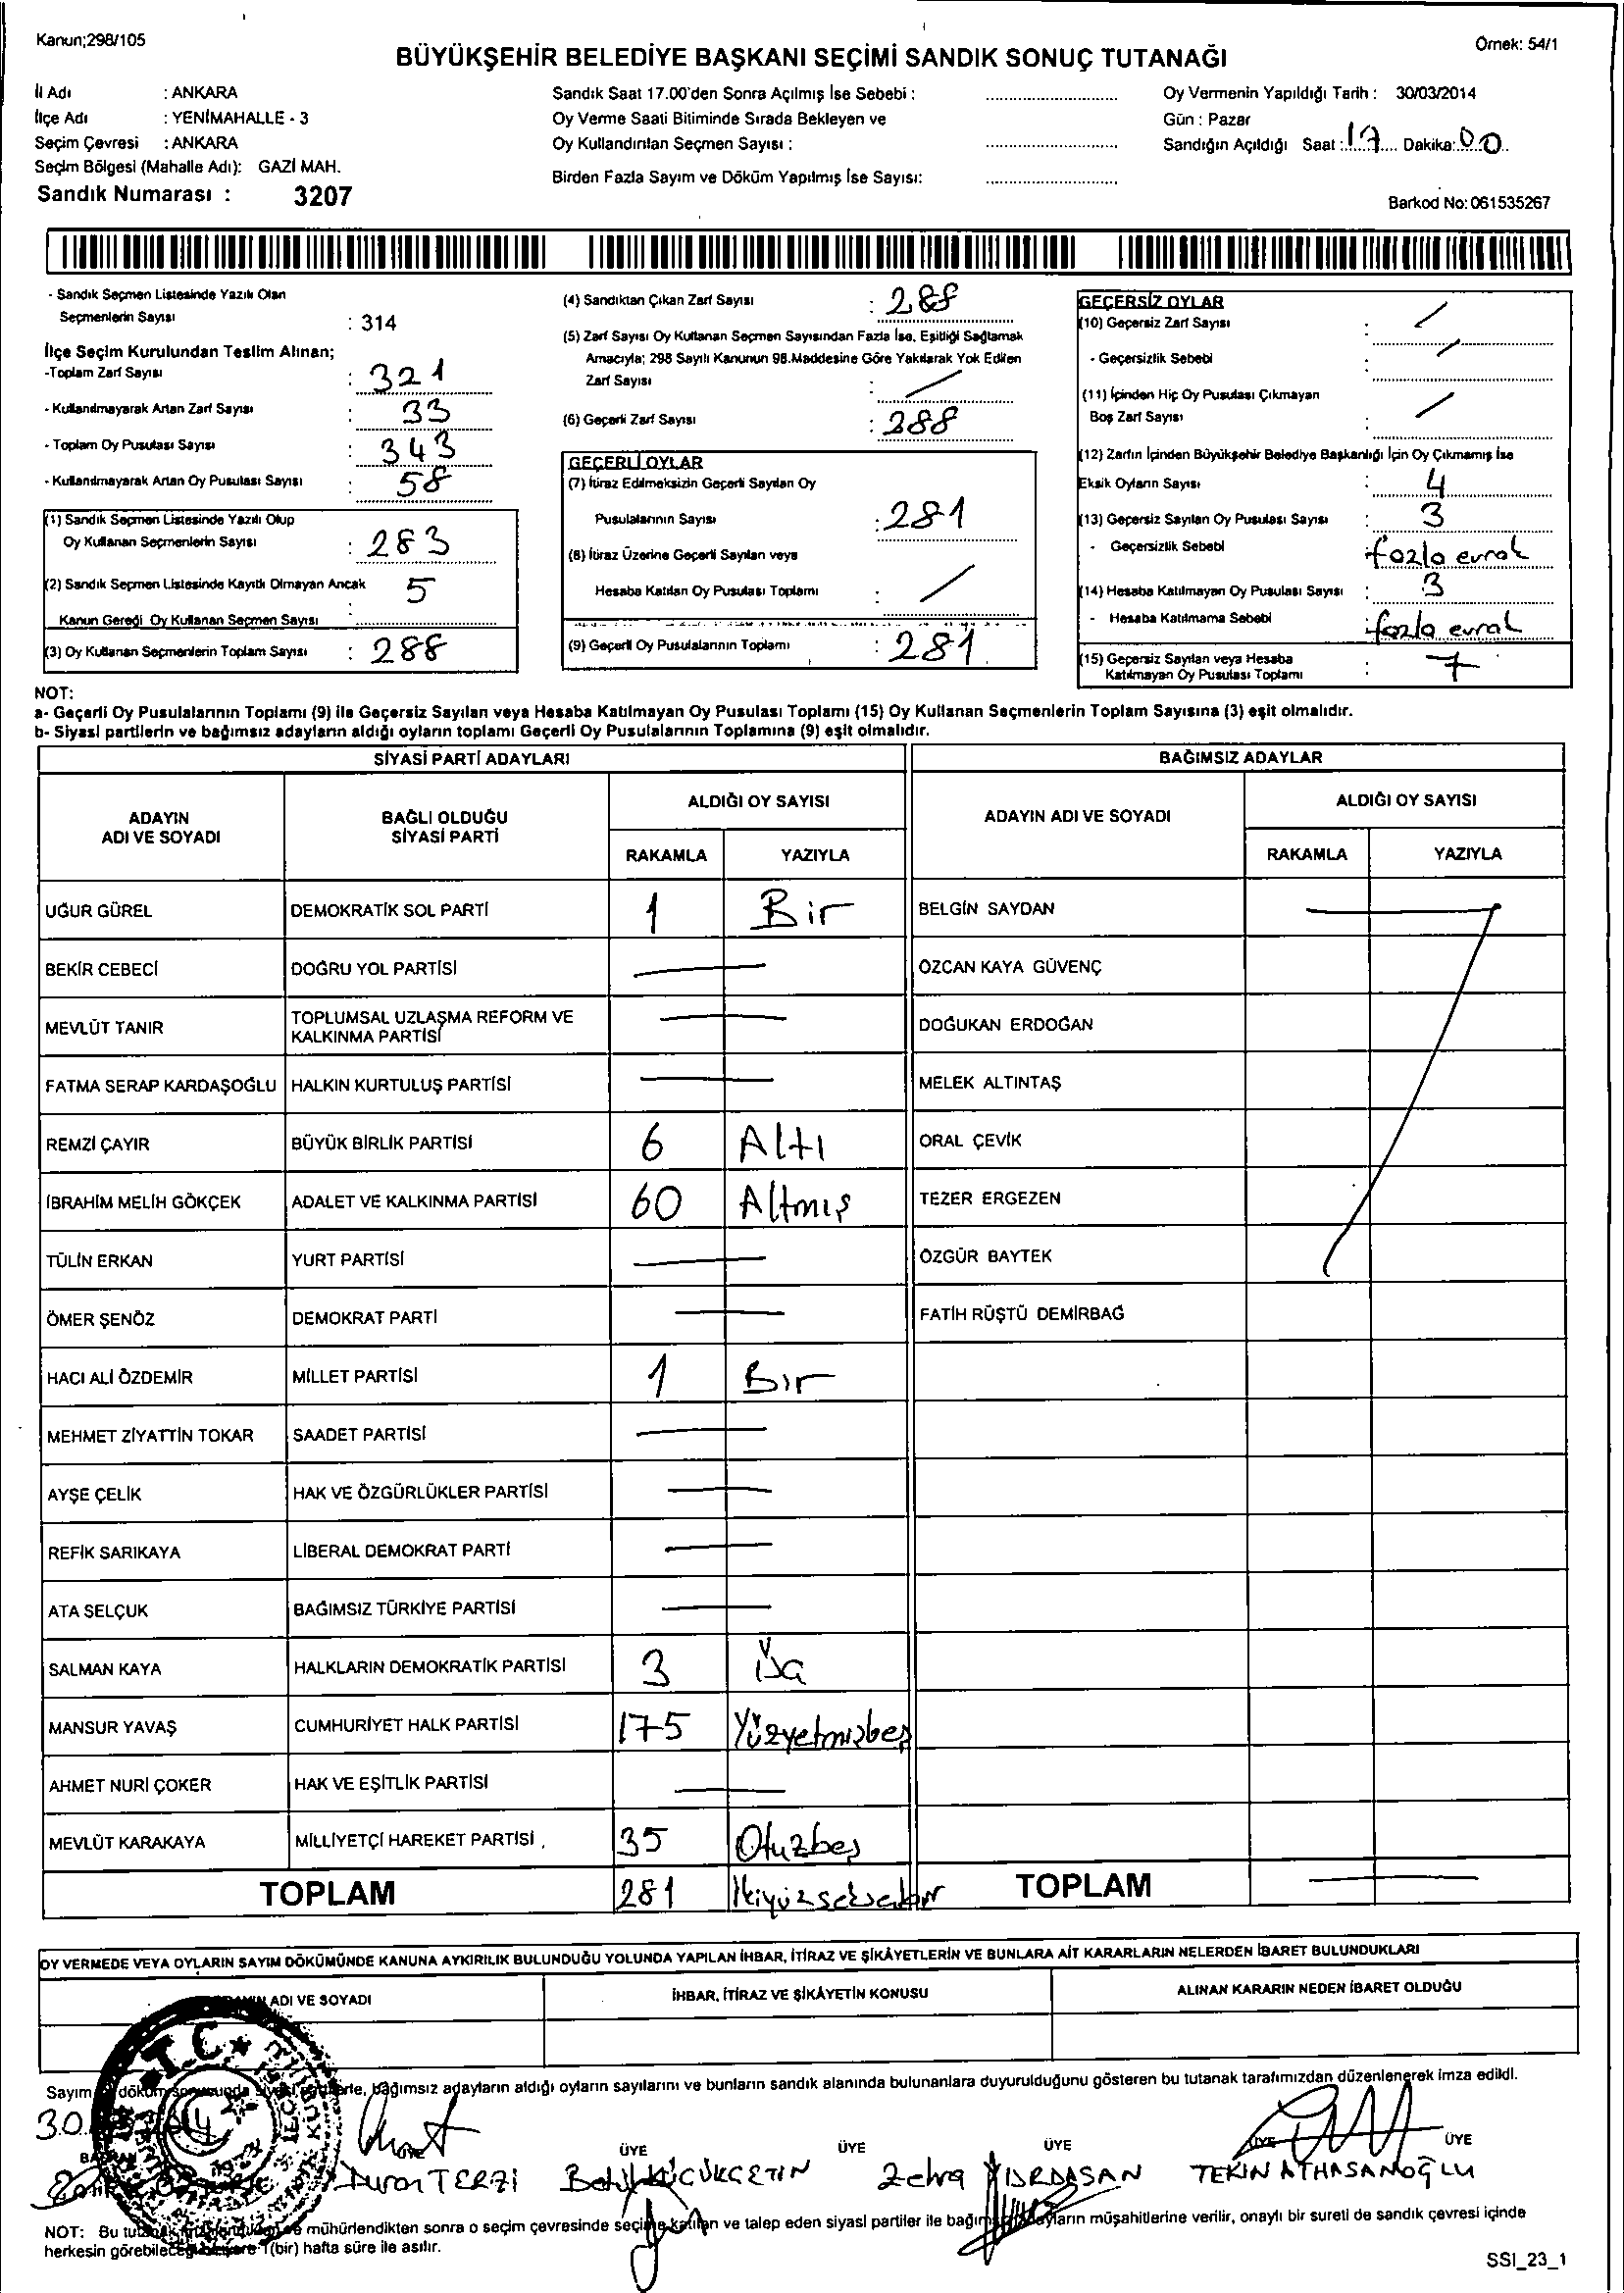 Kanun;298/105
Örnek: 54/1
BÜYÜKŞEHİR BELEDİYE BAŞKANI SEÇİMİ SANDIK SONUÇ TUTANAĞI
İl Adı : ANKARA
İlçe Adı : YENİMAHALLE - 3
Seçim Çevresi : ANKARA
Seçim Bölgesi (Mahalle Adı): GAZİ MAH.
Sandık Numarası : 3207
Sandık Saat 17.00'den Sonra Açılmış İse Sebebi :
Oy Verme Saati Bitiminde Sırada Bekleyen ve
Oy Kullandırılan Seçmen Sayısı :
Birden Fazla Sayım ve Döküm Yapılmış İse Sayısı:
Oy Vermenin Yapıldığı Tarih : 30/03/2014
Gün : Pazar
Sandığın Açıldığı Saat : 17 Dakika: 00
Barkod No: 061535267
- Sandık Seçmen Listesinde Yazılı Olan
Seçmenlerin Sayısı : 314
İlçe Seçim Kurulundan Teslim Alınan;
-Toplam Zarf Sayısı : 321
- Kullanılmayarak Artan Zarf Sayısı : 33
- Toplam Oy Pusulası Sayısı : 343
- Kullanılmayarak Artan Oy Pusulası Sayısı : 58
(1) Sandık Seçmen Listesinde Yazılı Olup
Oy Kullanan Seçmenlerin Sayısı : 283
(2) Sandık Seçmen Listesinde Kayıtlı Olmayan Ancak
Kanun Gereği Oy Kullanan Seçmen Sayısı : 5
(3) Oy Kullanan Seçmenlerin Toplam Sayısı : 288
(4) Sandıktan Çıkan Zarf Sayısı : 288
(5) Zarf Sayısı Oy Kullanan Seçmen Sayısından Fazla İse, Eşitliği Sağlamak
Amacıyla; 298 Sayılı Kanunun 98.Maddesine Göre Yakılarak Yok Edilen
Zarf Sayısı : /
(6) Geçerli Zarf Sayısı : 288
GEÇERLİ OYLAR
(7) İtiraz Edilmeksizin Geçerli Sayılan Oy
Pusulalarının Sayısı : 281
(8) İtiraz Üzerine Geçerli Sayılan veya
Hesaba Katılan Oy Pusulası Toplamı : /
(9) Geçerli Oy Pusulalarının Toplamı : 281
GEÇERSİZ OYLAR
(10) Geçersiz Zarf Sayısı : /
- Geçersizlik Sebebi : /
(11) İçinden Hiç Oy Pusulası Çıkmayan
Boş Zarf Sayısı : /
(12) Zarfın İçinden Büyükşehir Belediye Başkanlığı İçin Oy Çıkmamış İse
Eksik Oyların Sayısı : 4
(13) Geçersiz Sayılan Oy Pusulası Sayısı : 3
- Geçersizlik Sebebi : fazla evrak
(14) Hesaba Katılmayan Oy Pusulası Sayısı : 3
- Hesaba Katılmama Sebebi : fazla evrak
(15) Geçersiz Sayılan veya Hesaba
Katılmayan Oy Pusulası Toplamı : 7
NOT:
a- Geçerli Oy Pusulalarının Toplamı (9) ile Geçersiz Sayılan veya Hesaba Katılmayan Oy Pusulası Toplamı (15) Oy Kullanan Seçmenlerin Toplam Sayısına (3) eşit olmalıdır.
b- Siyasi partilerin ve bağımsız adayların aldığı oyların toplamı Geçerli Oy Pusulalarının Toplamına (9) eşit olmalıdır.
SİYASİ PARTİ ADAYLARI
ADAYIN ADI VE SOYADI BAĞLI OLDUĞU SİYASİ PARTİ ALDIĞI OY SAYISI
RAKAMLA YAZIYLA
UĞUR GÜREL DEMOKRATİK SOL PARTİ 1 Bir
BEKİR CEBECİ DOĞRU YOL PARTİSİ —
MEVLÜT TANIR TOPLUMSAL UZLAŞMA REFORM VE KALKINMA PARTİSİ —
FATMA SERAP KARDAŞOĞLU HALKIN KURTULUŞ PARTİSİ —
REMZİ ÇAYIR BÜYÜK BİRLİK PARTİSİ 6 Altı
İBRAHİM MELİH GÖKÇEK ADALET VE KALKINMA PARTİSİ 60 Altmış
TÜLİN ERKAN YURT PARTİSİ —
ÖMER ŞENÖZ DEMOKRAT PARTİ —
HACI ALİ ÖZDEMİR MİLLET PARTİSİ 1 Bır
MEHMET ZİYATTİN TOKAR SAADET PARTİSİ —
AYŞE ÇELİK HAK VE ÖZGÜRLÜKLER PARTİSİ —
REFİK SARIKAYA LİBERAL DEMOKRAT PARTİ —
ATA SELÇUK BAĞIMSIZ TÜRKİYE PARTİSİ —
SALMAN KAYA HALKLARIN DEMOKRATİK PARTİSİ 3 Üç
MANSUR YAVAŞ CUMHURİYET HALK PARTİSİ 175 Yüzyetmişbeş
AHMET NURİ ÇOKER HAK VE EŞİTLİK PARTİSİ —
MEVLÜT KARAKAYA MİLLİYETÇİ HAREKET PARTİSİ 35 Otuzbeş
TOPLAM 281 İkiyüzseksenbir
BAĞIMSIZ ADAYLAR
ADAYIN ADI VE SOYADI ALDIĞI OY SAYISI
RAKAMLA YAZIYLA
BELGİN SAYDAN
ÖZCAN KAYA GÜVENÇ
DOĞUKAN ERDOĞAN
MELEK ALTINTAŞ
ORAL ÇEVİK
TEZER ERGEZEN
ÖZGÜR BAYTEK
FATİH RÜŞTÜ DEMİRBAĞ
TOPLAM —
OY VERMEDE VEYA OYLARIN SAYIM DÖKÜMÜNDE KANUNA AYKIRILIK BULUNDUĞU YOLUNDA YAPILAN İHBAR, İTİRAZ VE ŞİKÂYETLERİN VE BUNLARA AİT KARARLARIN NELERDEN İBARET BULUNDUKLARI
ADI VE SOYADI İHBAR, İTİRAZ VE ŞİKÂYETİN KONUSU ALINAN KARARIN NEDEN İBARET OLDUĞU
T.C.
Sayım döküm bağımsız adayların aldığı oyların sayılarını ve bunların sandık alanında bulunanlara duyurulduğunu gösteren bu tutanak tarafımızdan düzenlenerek imza edildi.
ÜYE ÜYE ÜYE ÜYE ÜYE
TERZİ KÜÇÜKÇETİN Zehra TEKİN ATHASANOĞLU
NOT: Bu mühürlendikten sonra o seçim çevresinde seçime katılan ve talep eden siyasi partiler ile bağımsız adayların müşahitlerine verilir, onaylı bir sureti de sandık çevresi içinde
herkesin görebileceği 1(bir) hafta süre ile asılır.
SSI_23_1